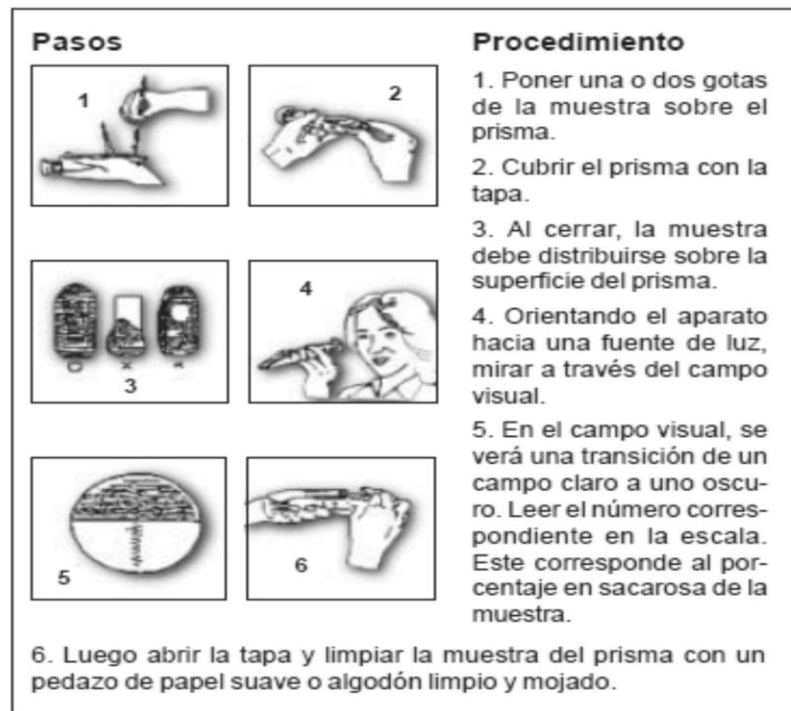 Pasos
1
2
3
4
5
6
Procedimiento
1. Poner una o dos gotas
de la muestra sobre el
prisma.
2. Cubrir el prisma con la
tapa.
3. Al cerrar, la muestra
debe distribuirse sobre la
superficie del prisma.
4. Orientando el aparato
hacia una fuente de luz,
mirar a través del campo
visual.
5. En el campo visual, se
verá una transición de un
campo claro a uno oscu-
ro. Leer el número corres-
pondiente en la escala.
Este corresponde al por-
centaje en sacarosa de la
muestra.
6. Luego abrir la tapa y limpiar la muestra del prisma con un
pedazo de papel suave o algodón limpio y mojado.